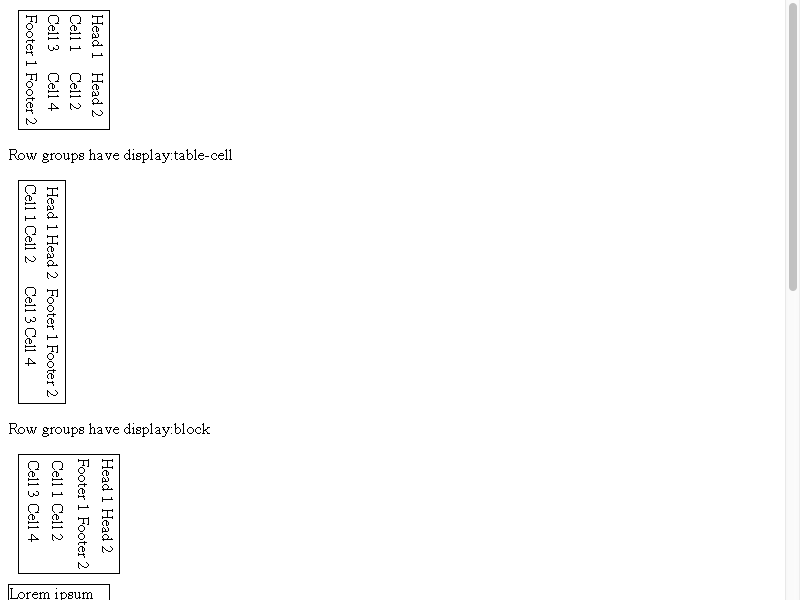 Head 1 Head 2
Cell 1 Cell 2
Cell 3 Cell 4
Footer 1 Footer 2
Row groups have display:table-cell
Head 1 Head 2 Footer 1 Footer 2
Cell 1 Cell 2 Cell 3 Cell 4
Row groups have display:block
Head 1 Head 2
Footer 1 Footer 2
Cell 1 Cell 2
Cell 3 Cell 4
Lorem ipsum